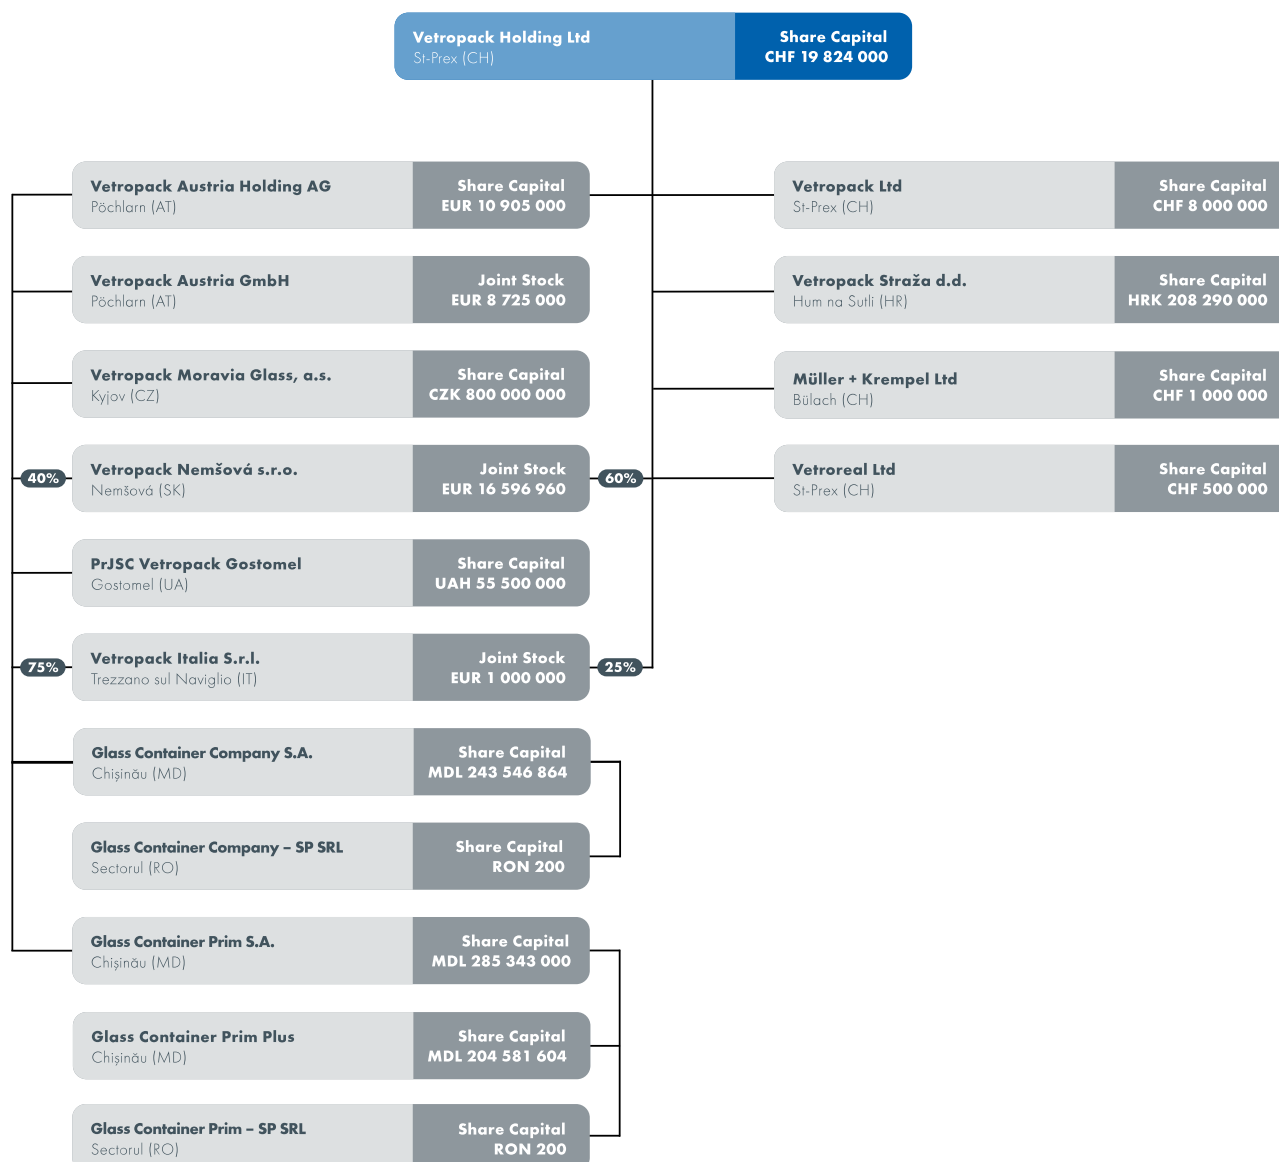 Vetropack Holding Ltd
St-Prex (CH)
Share Capital
CHF 19 824 000
Vetropack Austria Holding AG
Pöchlarn (AT)
Share Capital
EUR 10 905 000
Vetropack Ltd
St-Prex (CH)
Share Capital
CHF 8 000 000
Vetropack Austria GmbH
Pöchlarn (AT)
Joint Stock
EUR 8 725 000
Vetropack Straža d.d.
Hum na Sutli (HR)
Share Capital
HRK 208 290 000
Vetropack Moravia Glass, a.s.
Kyjov (CZ)
Share Capital
CZK 800 000 000
Müller + Krempel Ltd
Bülach (CH)
Share Capital
CHF 1 000 000
40%
Vetropack Nemšová s.r.o.
Nemšová (SK)
Joint Stock
EUR 16 596 960
60%
Vetroreal Ltd
St-Prex (CH)
Share Capital
CHF 500 000
PrJSC Vetropack Gostomel
Gostomel (UA)
Share Capital
UAH 55 500 000
75%
Vetropack Italia S.r.l.
Trezzano sul Naviglio (IT)
Joint Stock
EUR 1 000 000
25%
Glass Container Company S.A.
Chișinău (MD)
Share Capital
MDL 243 546 864
Glass Container Company – SP SRL
Sectorul (RO)
Share Capital
RON 200
Glass Container Prim S.A.
Chișinău (MD)
Share Capital
MDL 285 343 000
Glass Container Prim Plus
Chișinău (MD)
Share Capital
MDL 204 581 604
Glass Container Prim – SP SRL
Sectorul (RO)
Share Capital
RON 200